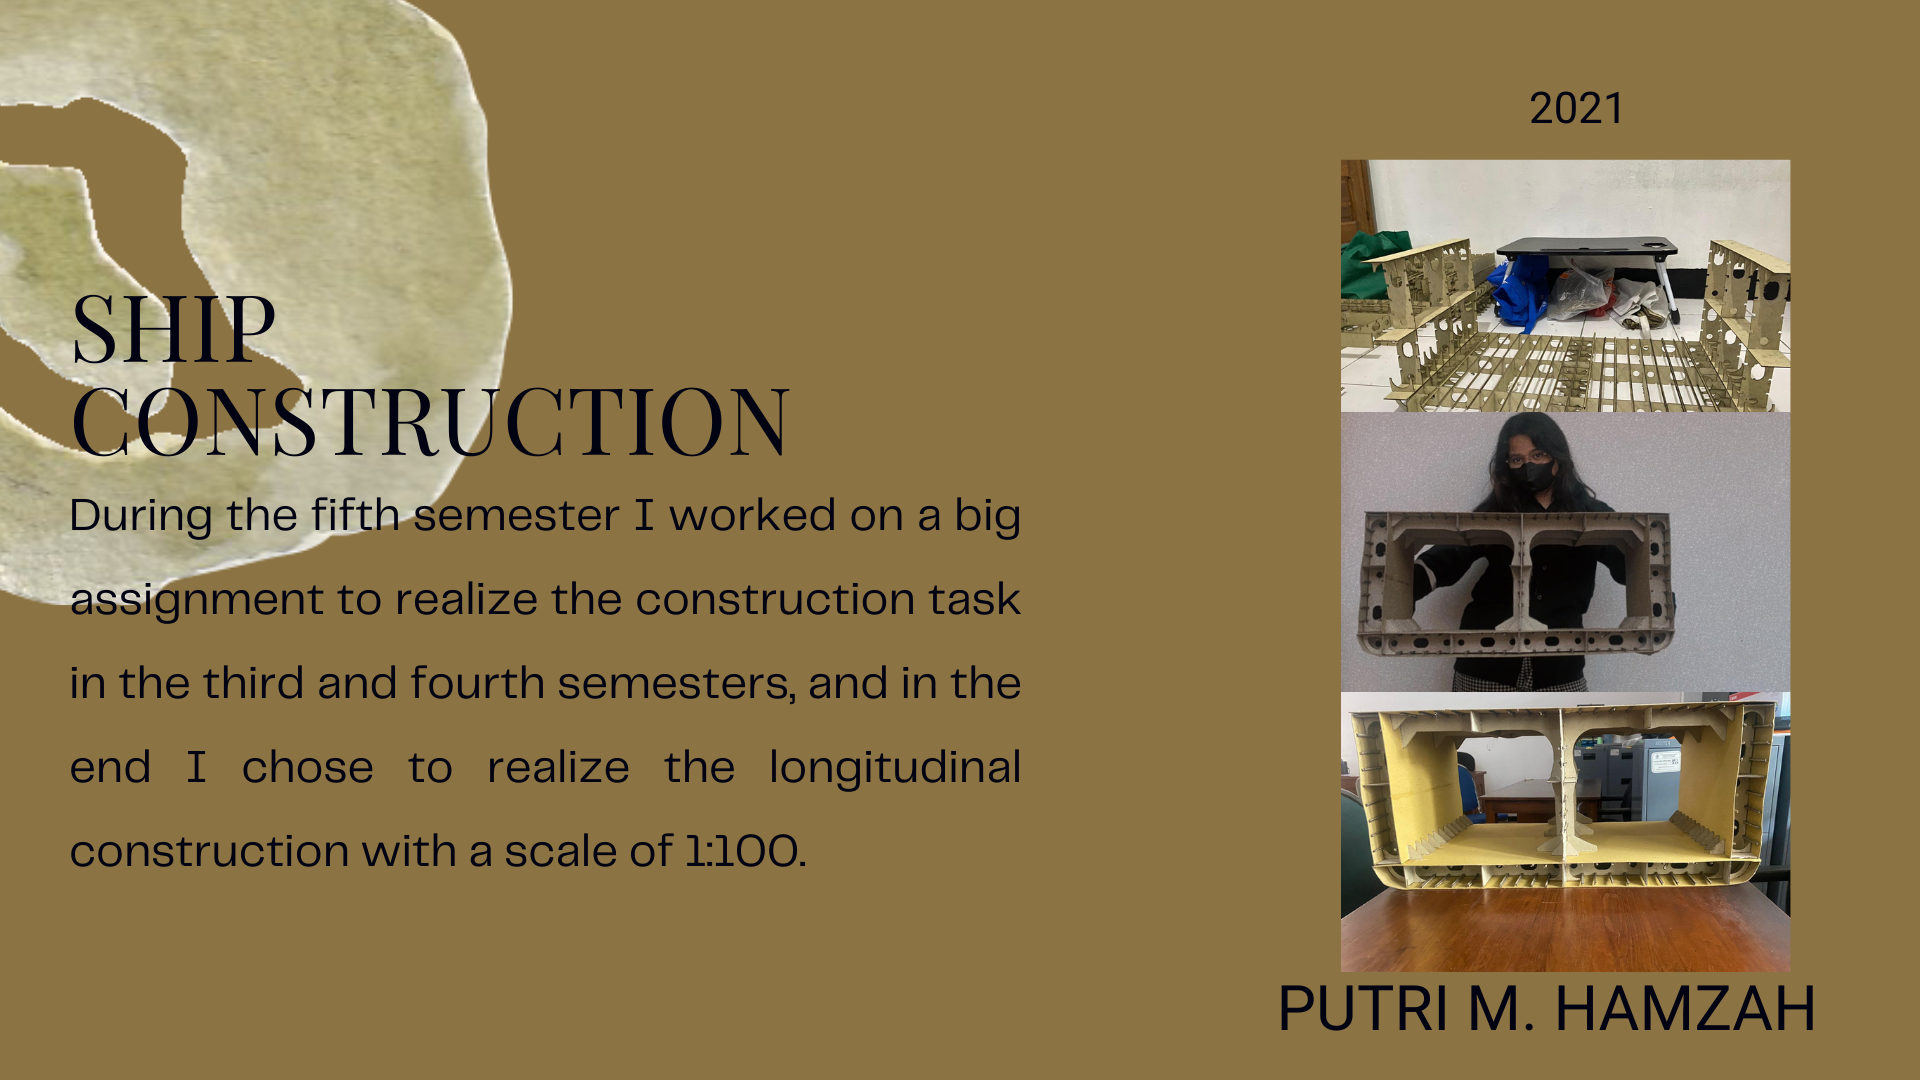 2021
SHIP
CONSTRUCTION
During the fifth semester I worked on a big
assignment to realize the construction task
in the third and fourth semesters, and in the
end I chose to realize the longitudinal
construction with a scale of 1:100.
PUTRI M. HAMZAH